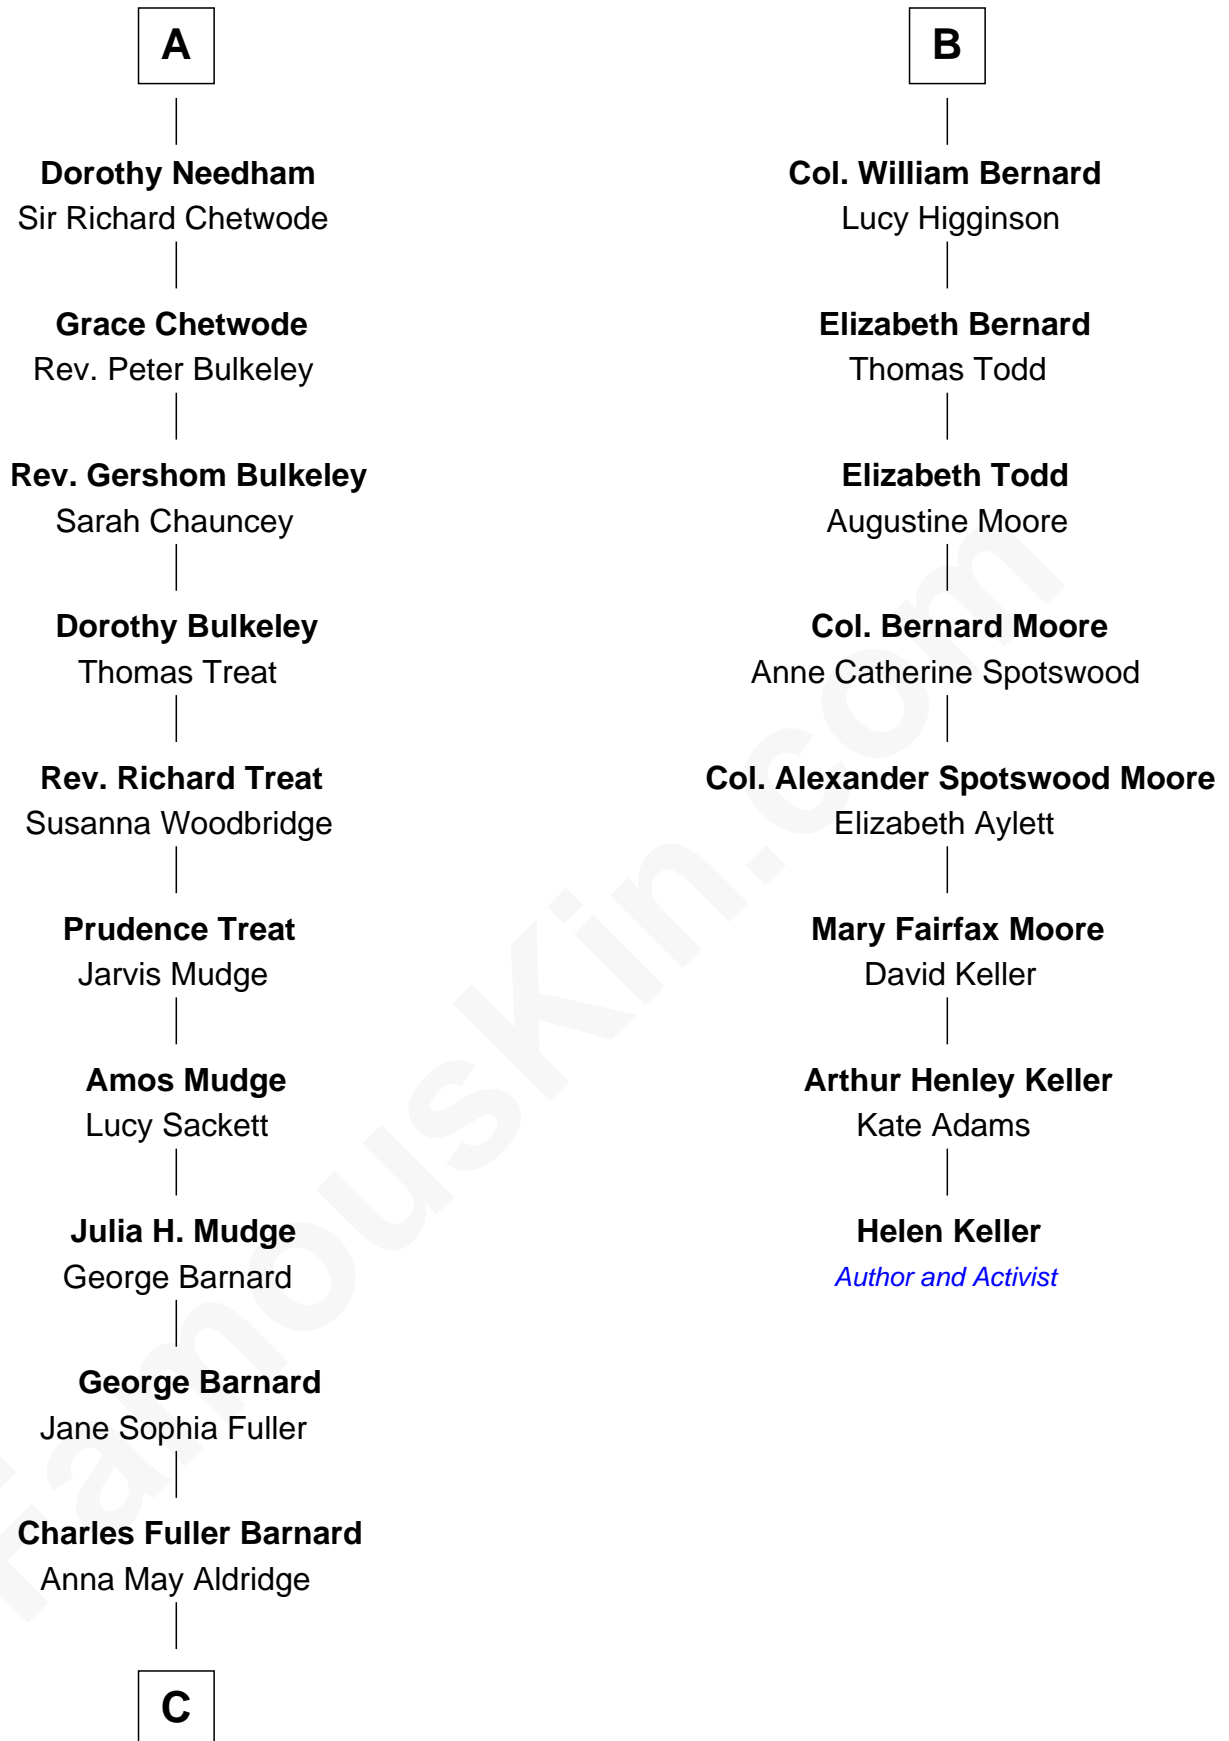 A
Dorothy Needham
Sir Richard Chetwode
Grace Chetwode
Rev. Peter Bulkeley
Rev. Gershom Bulkeley
Sarah Chauncey
Dorothy Bulkeley
Thomas Treat
Rev. Richard Treat
Susanna Woodbridge
Prudence Treat
Jarvis Mudge
Amos Mudge
Lucy Sackett
Julia H. Mudge
George Barnard
George Barnard
Jane Sophia Fuller
Charles Fuller Barnard
Anna May Aldridge
C
B
Col. William Bernard
Lucy Higginson
Elizabeth Bernard
Thomas Todd
Elizabeth Todd
Augustine Moore
Col. Bernard Moore
Anne Catherine Spotswood
Col. Alexander Spotswood Moore
Elizabeth Aylett
Mary Fairfax Moore
David Keller
Arthur Henley Keller
Kate Adams
Helen Keller
Author and Activist
FamousKin.com